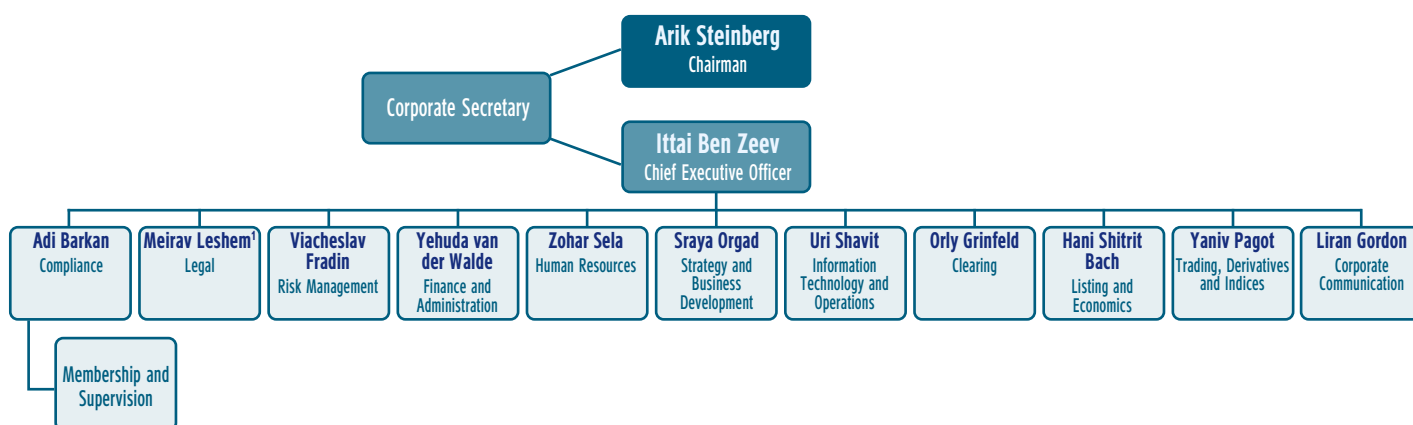 Arik Steinberg
Chairman
Corporate Secretary
Ittai Ben Zeev
Chief Executive Officer
Adi Barkan
Compliance
Meirav Leshem¹
Legal
Viacheslav
Fradin
Risk Management
Yehuda van
der Walde
Finance and
Administration
Zohar Sela
Human Resources
Sraya Orgad
Strategy and
Business
Development
Uri Shavit
Information
Technology and
Operations
Orly Grinfeld
Clearing
Hani Shitrit
Bach
Listing and
Economics
Yaniv Pagot
Trading, Derivatives
and Indices
Liran Gordon
Corporate
Communication
Membership and
Supervision